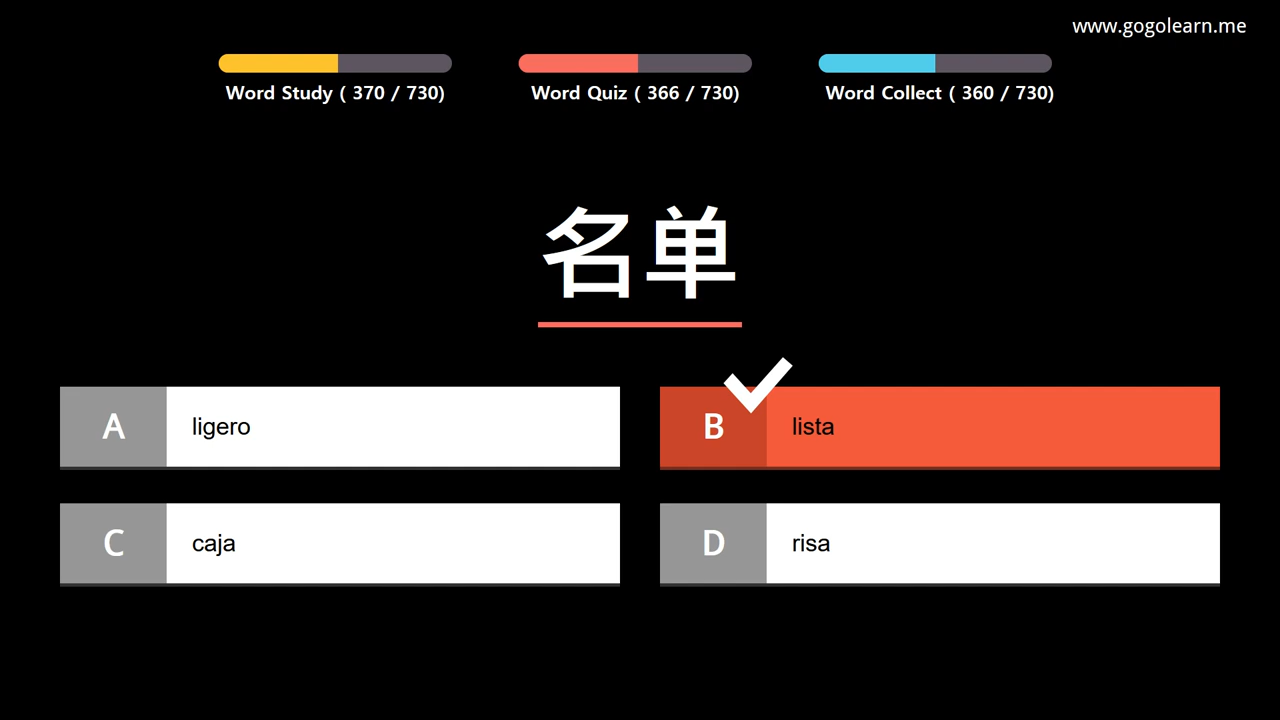 www.gogolearn.me
Word Study ( 370 / 730)
Word Quiz ( 366 / 730)
Word Collect ( 360 / 730)
名单
A ligero
B lista
C caja
D risa